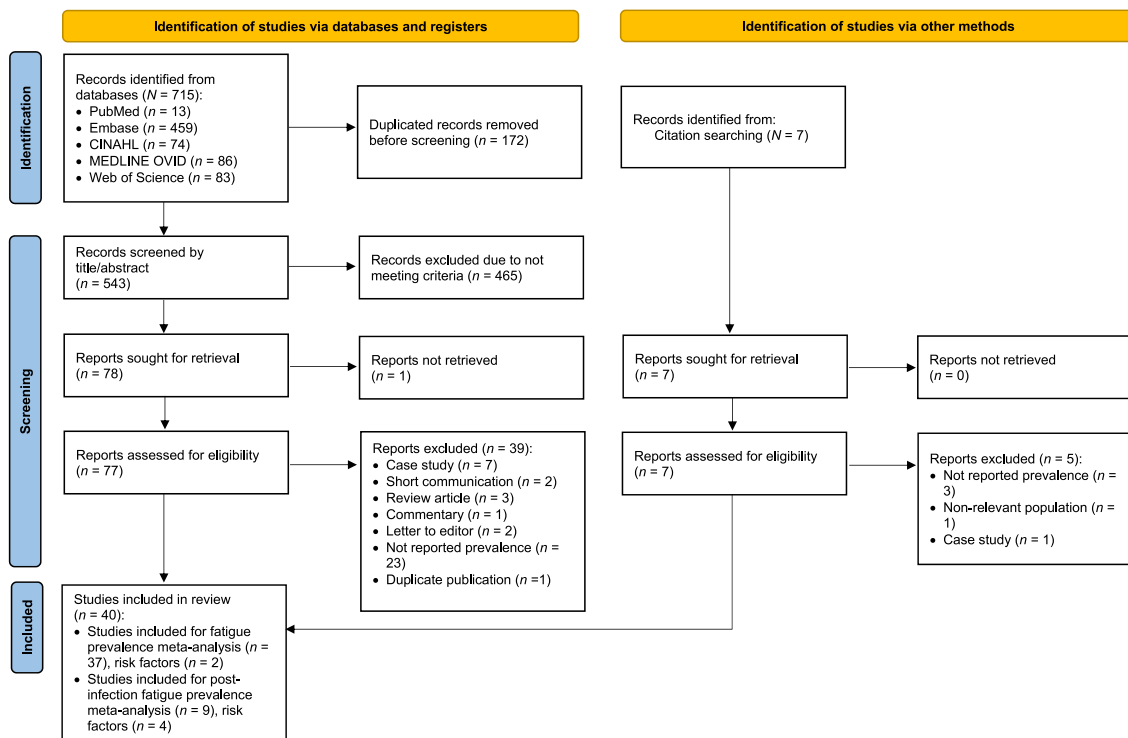 Identification of studies via databases and registers
Identification of studies via other methods
Identification
Records identified from
databases (N = 715):
• PubMed (n = 13)
• Embase (n = 459)
• CINAHL (n = 74)
• MEDLINE OVID (n = 86)
• Web of Science (n = 83)
Duplicated records removed
before screening (n = 172)
Records identified from:
Citation searching (N = 7)
Screening
Records screened by
title/abstract
(n = 543)
Records excluded due to not
meeting criteria (n = 465)
Reports sought for retrieval
(n = 78)
Reports not retrieved
(n = 1)
Reports sought for retrieval
(n = 7)
Reports not retrieved
(n = 0)
Reports assessed for eligibility
(n = 77)
Reports excluded (n = 39):
• Case study (n = 7)
• Short communication (n = 2)
• Review article (n = 3)
• Commentary (n = 1)
• Letter to editor (n = 2)
• Not reported prevalence (n =
23)
• Duplicate publication (n =1)
Reports assessed for eligibility
(n = 7)
Reports excluded (n = 5):
• Not reported prevalence (n =
3)
• Non-relevant population (n =
1)
• Case study (n = 1)
Included
Studies included in review
(n = 40):
• Studies included for fatigue
prevalence meta-analysis (n =
37), risk factors (n = 2)
• Studies included for post-
infection fatigue prevalence
meta-analysis (n = 9), risk
factors (n = 4)